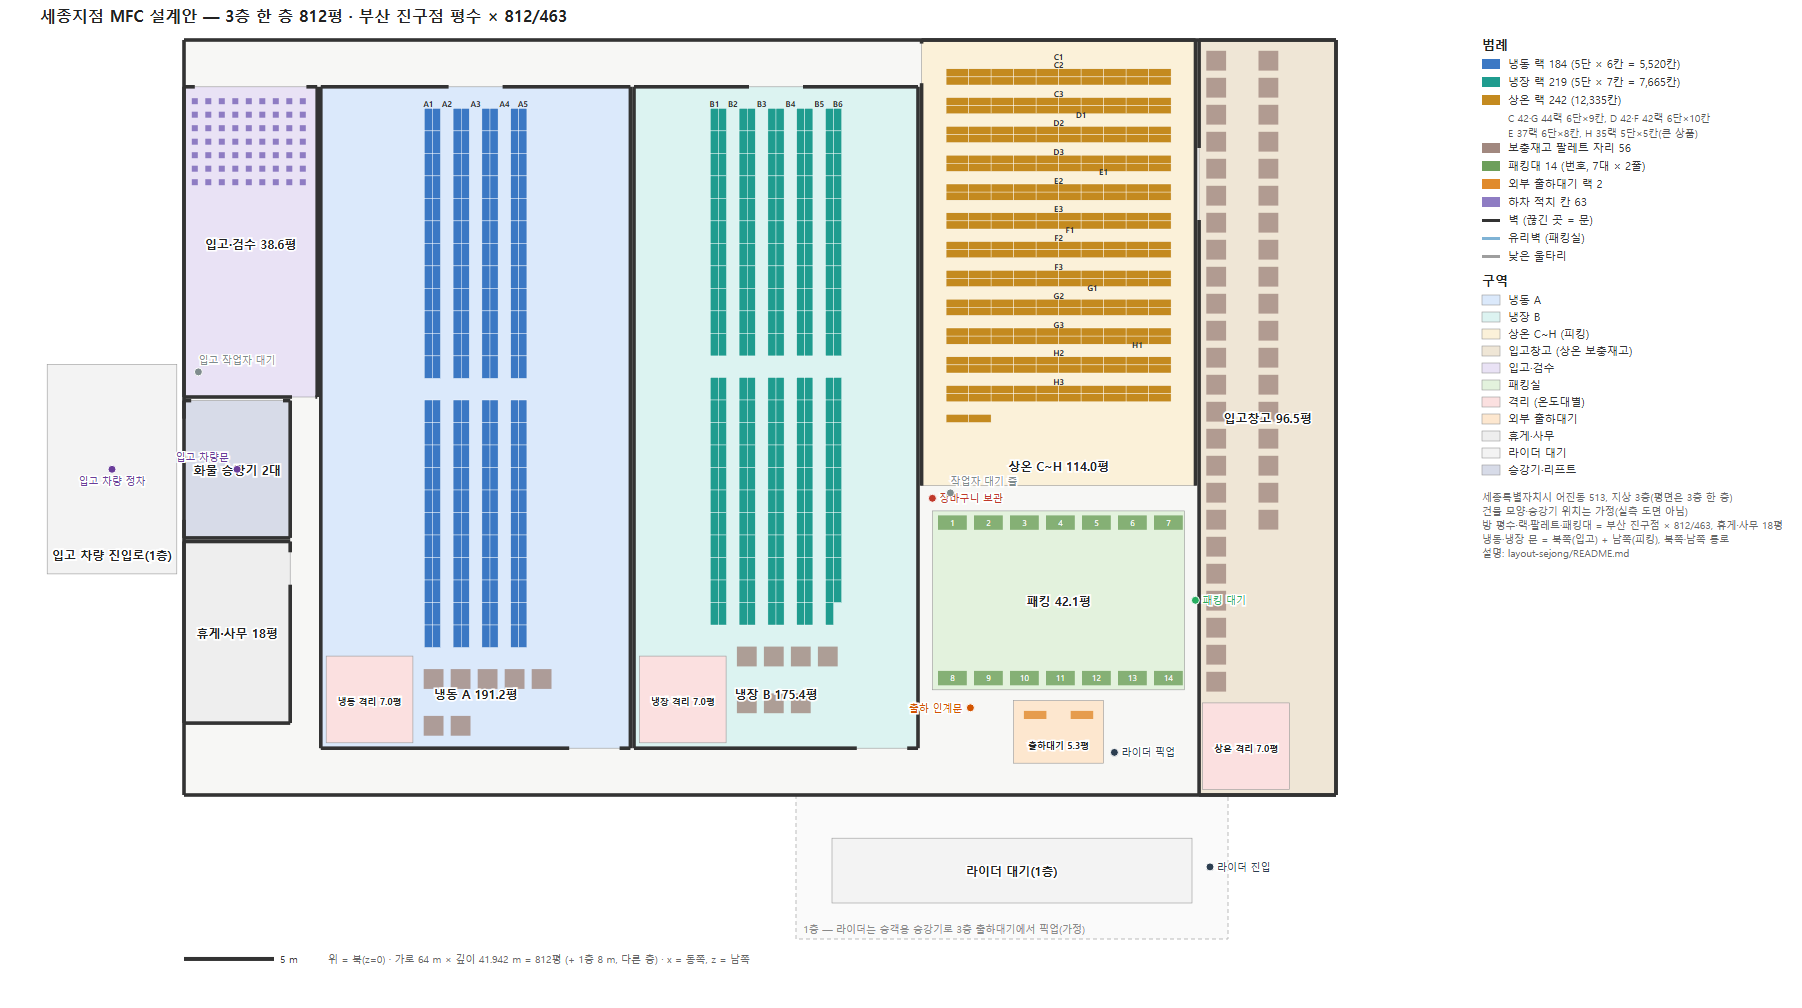 세종지점 MFC 설계안 — 3층 한 층 812평 · 부산 진구점 평수 × 812/463
A1 A2 A3 A4 A5
B1 B2 B3 B4 B5 B6
C1
C2
C3
D1
D2
D3
E1
E2
E3
F1
F2
F3
G1
G2
G3
H1
H2
H3
입고·검수 38.6평
입고 작업자 대기
입고 차량문
화물 승강기 2대
입고 차량 정차
입고 차량 진입로(1층)
휴게·사무 18평
냉동 격리 7.0평
냉동 A 191.2평
냉장 격리 7.0평
냉장 B 175.4평
상온 C~H 114.0평
입고창고 96.5평
작업자 대기 줄
장바구니 보관
1 2 3 4 5 6 7
패킹 42.1평
패킹 대기
8 9 10 11 12 13 14
출하 인계문
출하대기 5.3평
라이더 픽업
상온 격리 7.0평
라이더 대기(1층)
라이더 진입
1층 — 라이더는 승객용 승강기로 3층 출하대기에서 픽업(가정)
5 m
위 = 북(z=0) · 가로 64 m × 깊이 41.942 m = 812평 (+ 1층 8 m, 다른 층) · x = 동쪽, z = 남쪽
범례
냉동 랙 184 (5단 × 6칸 = 5,520칸)
냉장 랙 219 (5단 × 7칸 = 7,665칸)
상온 랙 242 (12,335칸)
C 42·G 44랙 6단×9칸, D 42·F 42랙 6단×10칸
E 37랙 6단×8칸, H 35랙 5단×5칸(큰 상품)
보충재고 팔레트 자리 56
패킹대 14 (번호, 7대 × 2줄)
외부 출하대기 랙 2
하차 적치 칸 63
벽 (끊긴 곳 = 문)
유리벽 (패킹실)
낮은 울타리
구역
냉동 A
냉장 B
상온 C~H (피킹)
입고창고 (상온 보충재고)
입고·검수
패킹실
격리 (온도대별)
외부 출하대기
휴게·사무
라이더 대기
승강기·리프트
세종특별자치시 어진동 513, 지상 3층(평면은 3층 한 층)
건물 모양·승강기 위치는 가정(실측 도면 아님)
방 평수·랙·팔레트·패킹대 = 부산 진구점 × 812/463, 휴게·사무 18평
냉동·냉장 문 = 북쪽(입고) + 남쪽(피킹), 북쪽·남쪽 통로
설명: layout-sejong/README.md